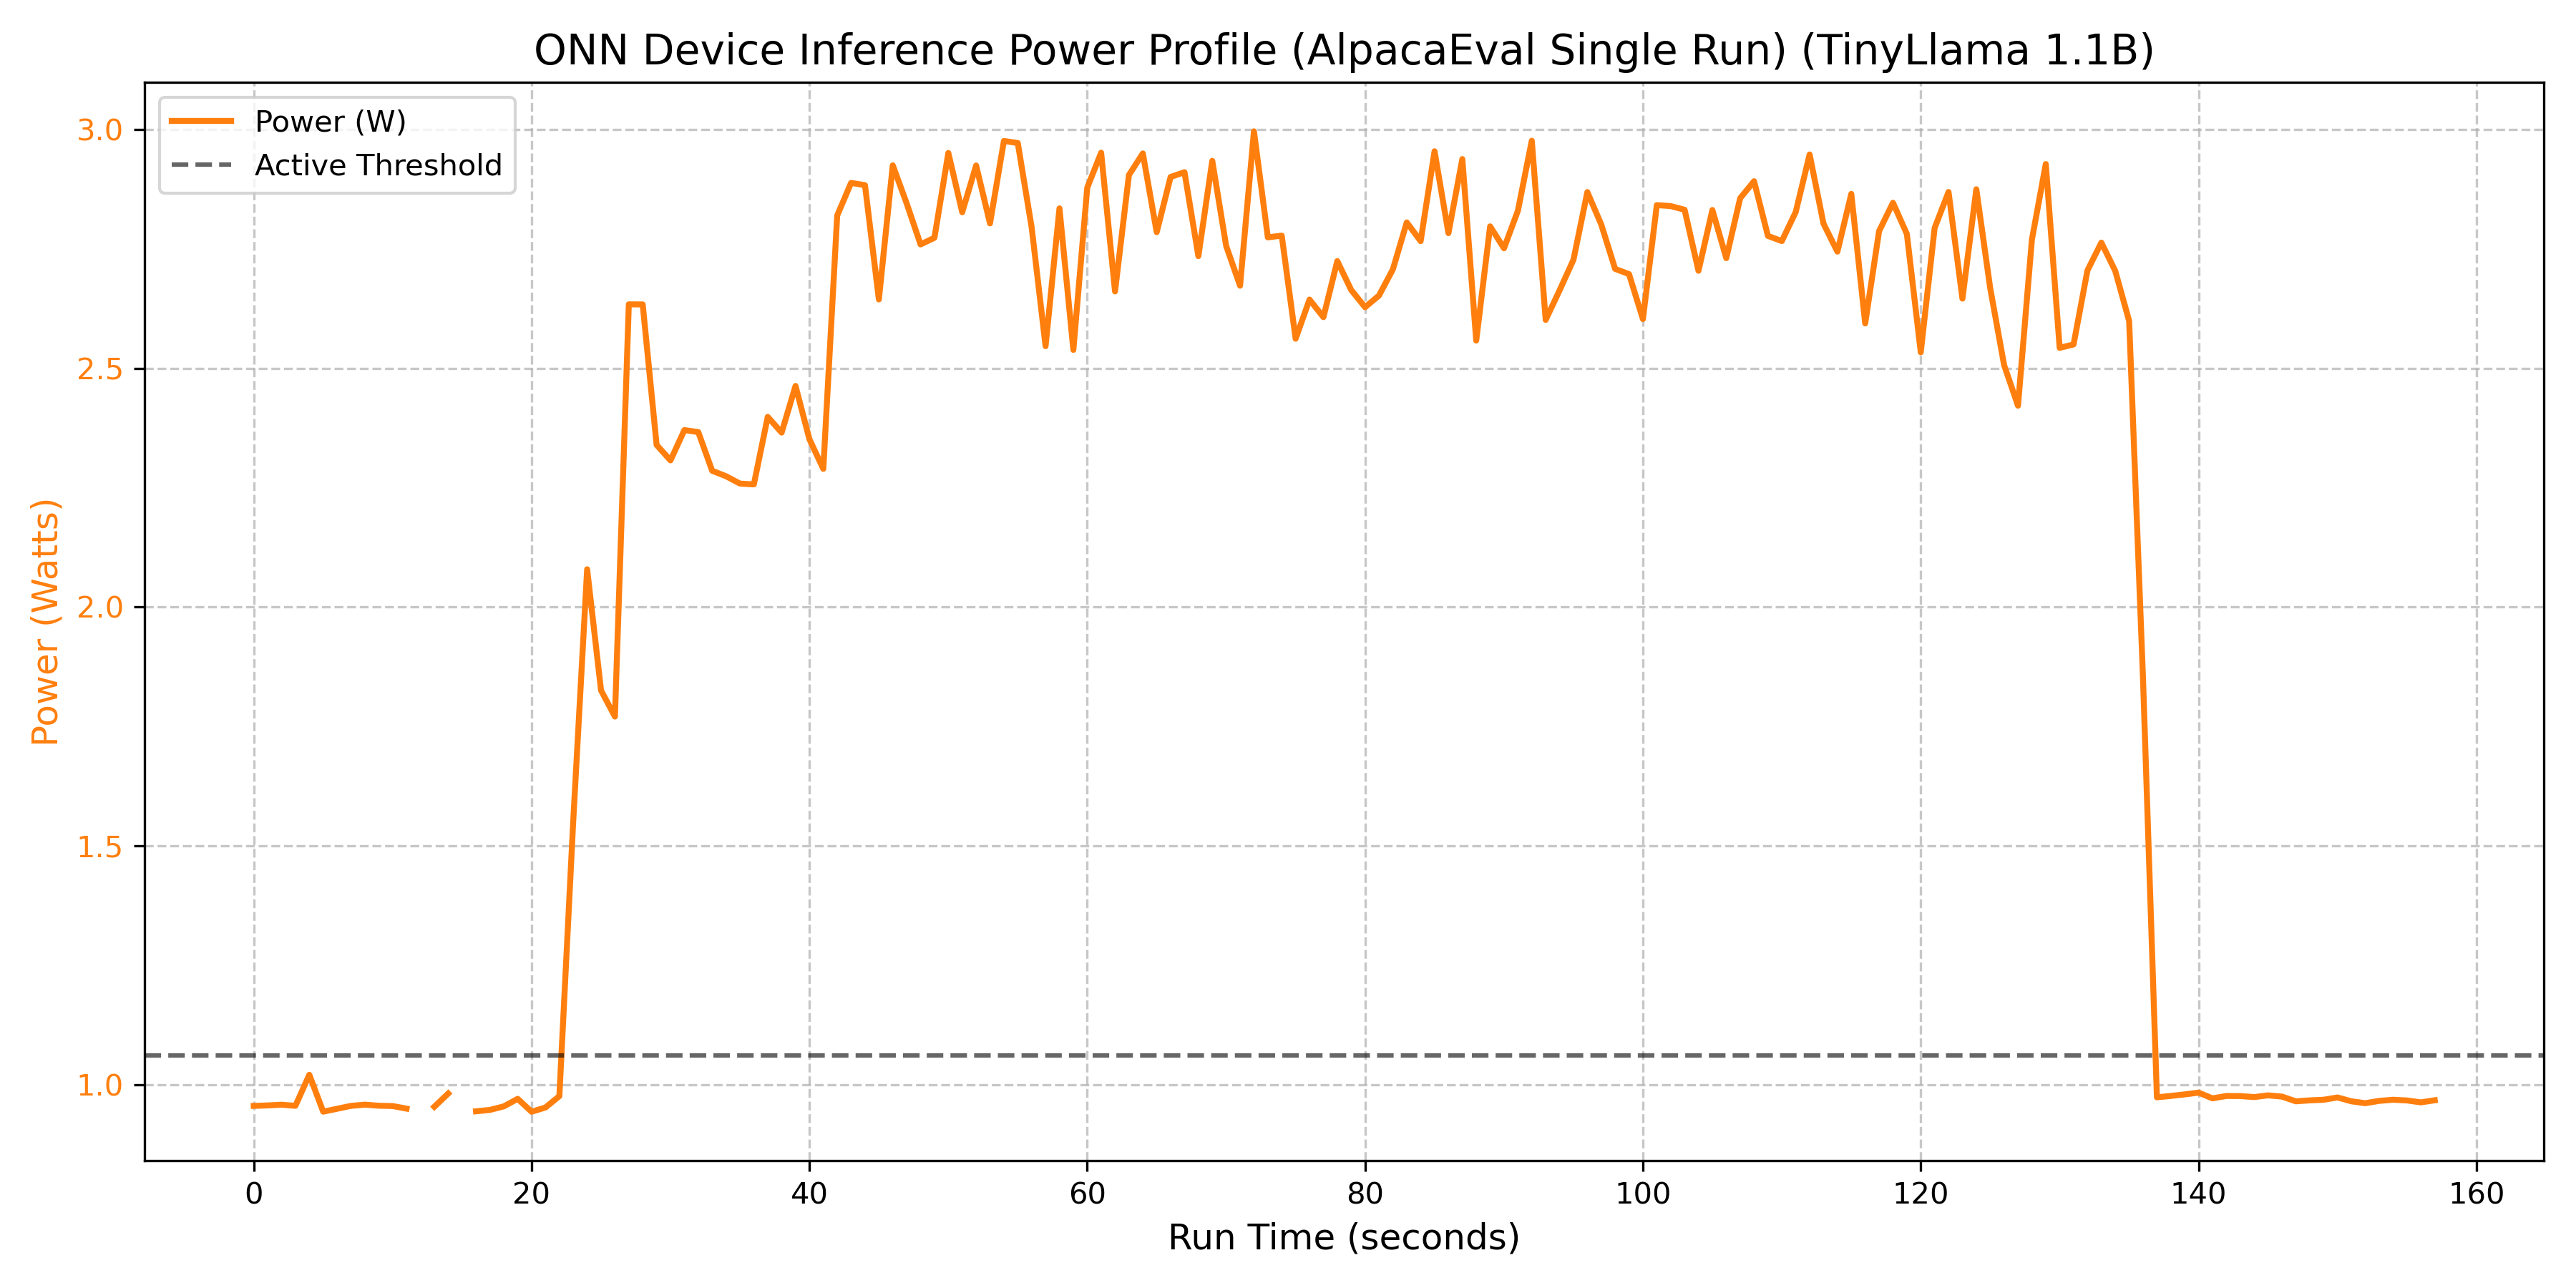 ONN Device Inference Power Profile (AlpacaEval Single Run) (TinyLlama 1.1B)
Power (W)
Active Threshold
Power (Watts)
3.0
2.5
2.0
1.5
1.0
0 20 40 60 80 100 120 140 160
Run Time (seconds)